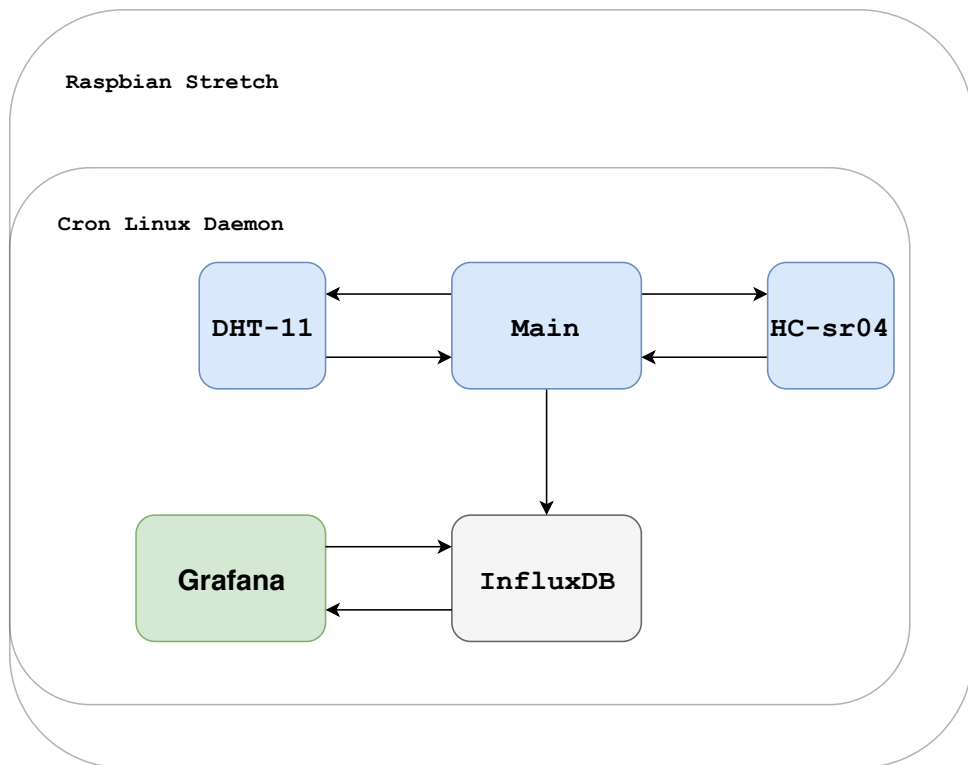 Raspbian Stretch
Cron Linux Daemon
DHT-11
Main
HC-sr04
Grafana
InfluxDB